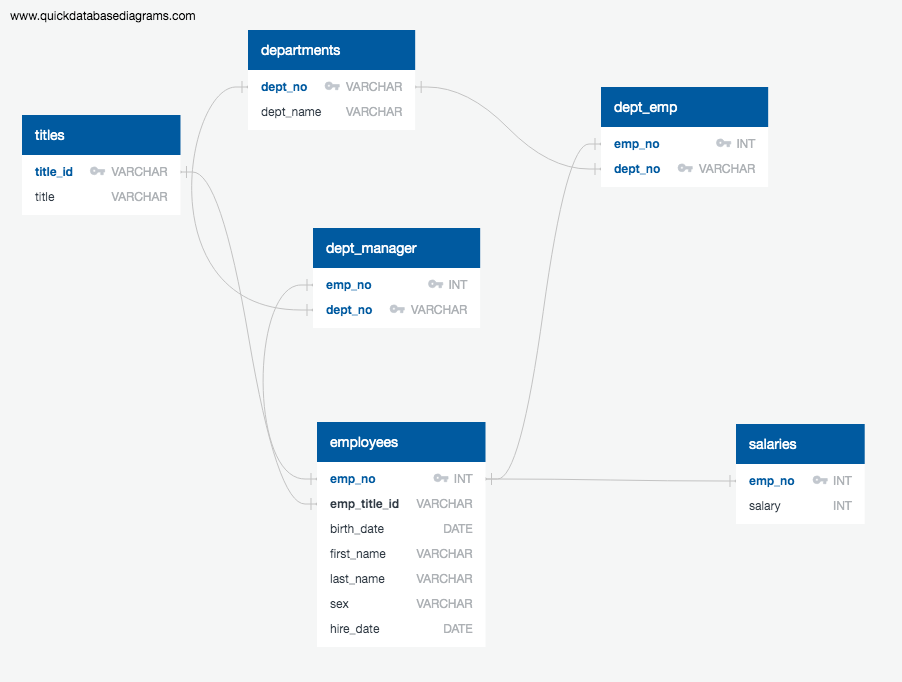 www.quickdatabasediagrams.com
departments
dept_no VARCHAR
dept_name VARCHAR
dept_emp
emp_no INT
dept_no VARCHAR
titles
title_id VARCHAR
title VARCHAR
dept_manager
emp_no INT
dept_no VARCHAR
employees
emp_no INT
emp_title_id VARCHAR
birth_date DATE
first_name VARCHAR
last_name VARCHAR
sex VARCHAR
hire_date DATE
salaries
emp_no INT
salary INT